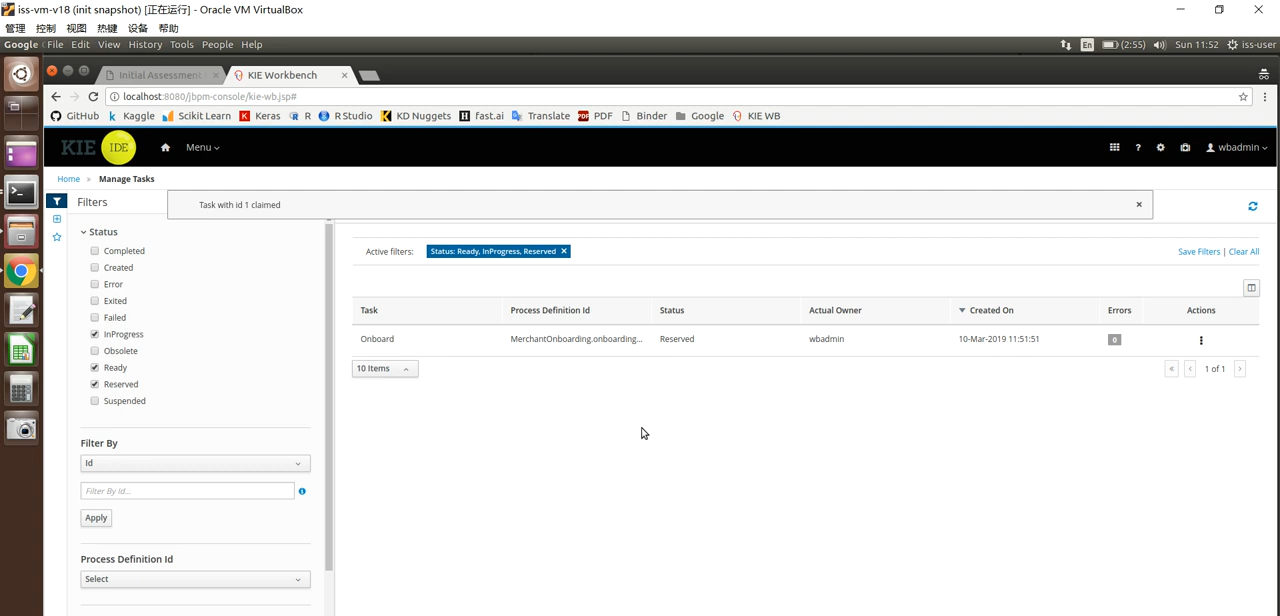 iss-vm-v18 (init snapshot) [正在运行] - Oracle VM VirtualBox
管理 控制 视图 热键 设备 帮助
Google File Edit View History Tools People Help En (2:55) Sun 11:52 iss-user
Initial Assessment KIE Workbench
localhost:8080/jbpm-console/kie-wb.jsp#
GitHub Kaggle Scikit Learn Keras R RStudio KD Nuggets fast.ai Translate PDF Binder Google KIE WB
KIE IDE Menu wbadmin
Home » Manage Tasks
Filters
Task with id 1 claimed
Status
Completed
Created
Error
Exited
Failed
InProgress
Obsolete
Ready
Reserved
Suspended
Filter By
Id
Filter By Id...
Apply
Process Definition Id
Select
Active filters: Status: Ready, InProgress, Reserved Save Filters | Clear All
Task Process Definition Id Status Actual Owner Created On Errors Actions
Onboard MerchantOnboarding.onboarding... Reserved wbadmin 10-Mar-2019 11:51:51 0
10 Items « ‹ 1 of 1 ›